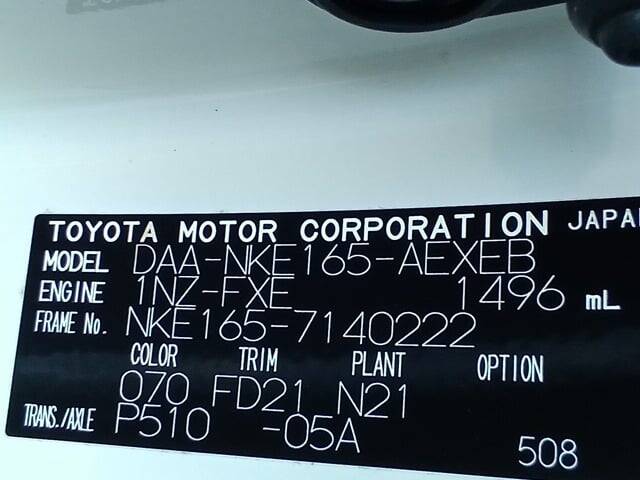 TOYOTA MOTOR CORPORATION JAPAN
MODEL DAA-NKE165-AEXEB
ENGINE 1NZ-FXE 1496 mL
FRAME No. NKE165-7140222
COLOR TRIM PLANT OPTION
070 FD21 N21
TRANS./AXLE P510 -05A
508